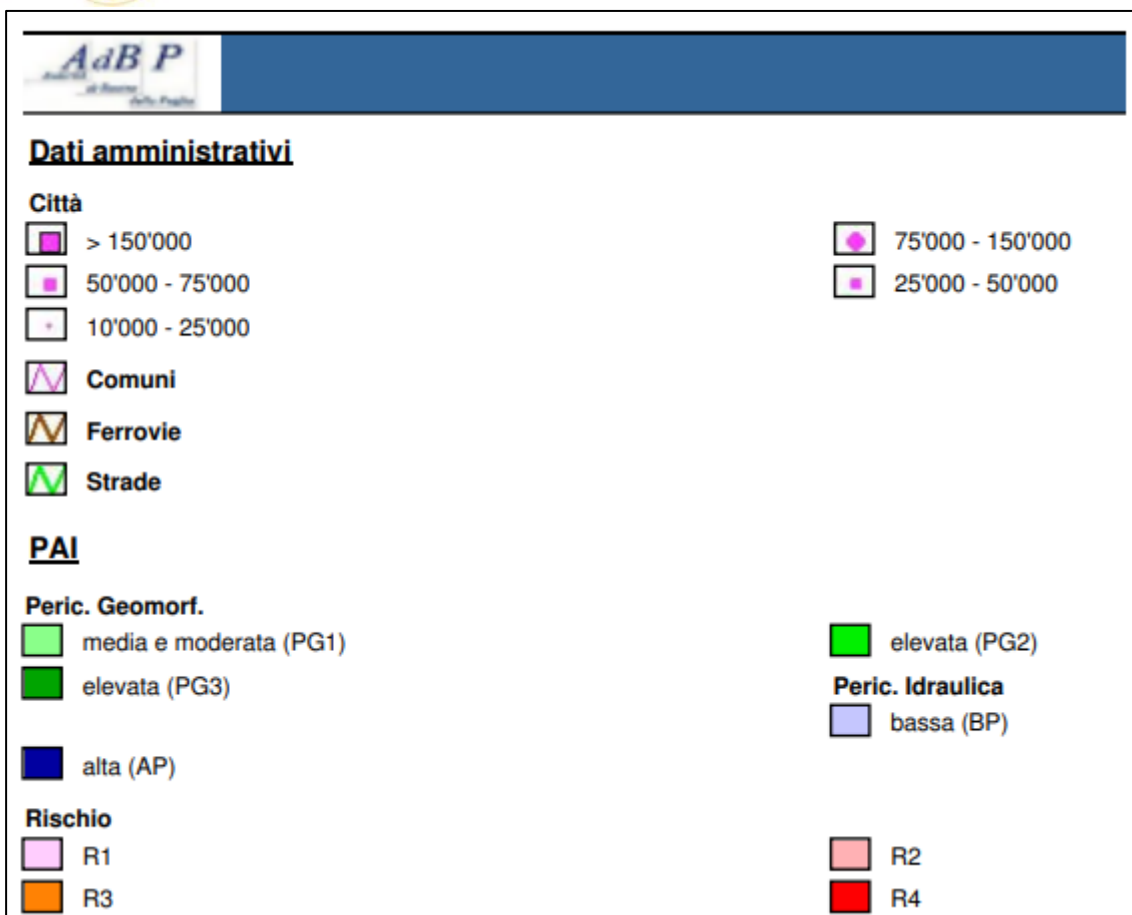 AdB P
della Puglia
Dati amministrativi
Città
> 150'000
75'000 - 150'000
50'000 - 75'000
25'000 - 50'000
10'000 - 25'000
Comuni
Ferrovie
Strade
PAI
Peric. Geomorf.
media e moderata (PG1)
elevata (PG2)
elevata (PG3)
Peric. Idraulica
bassa (BP)
alta (AP)
Rischio
R1
R2
R3
R4